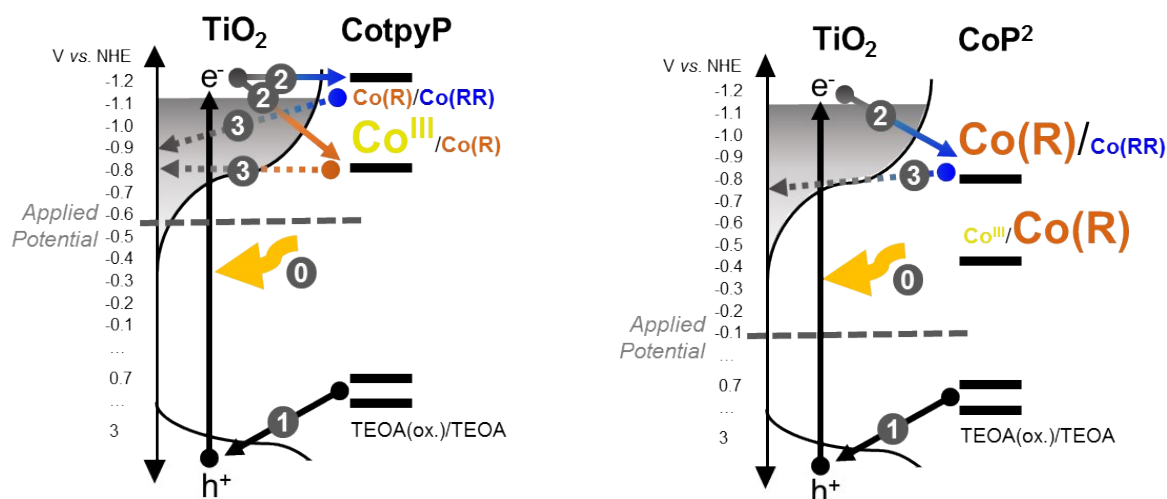 TiO2 CotpyP
V vs. NHE
-1.2
e-
2
2
-1.1
Co(R)/Co(RR)
-1.0
3
CoIII/Co(R)
-0.9
-0.8
3
-0.7
-0.6
Applied
Potential
-0.5
-0.4
0
-0.3
-0.2
-0.1
...
0.7
...
1
TEOA(ox.)/TEOA
3
h+
TiO2 CoP2
V vs. NHE
-1.2
e-
-1.1
2
-1.0
Co(R)/Co(RR)
-0.9
-0.8
3
-0.7
-0.6
CoIII/Co(R)
-0.5
-0.4
0
-0.3
-0.2
Applied
Potential
-0.1
...
0.7
...
1
TEOA(ox.)/TEOA
3
h+